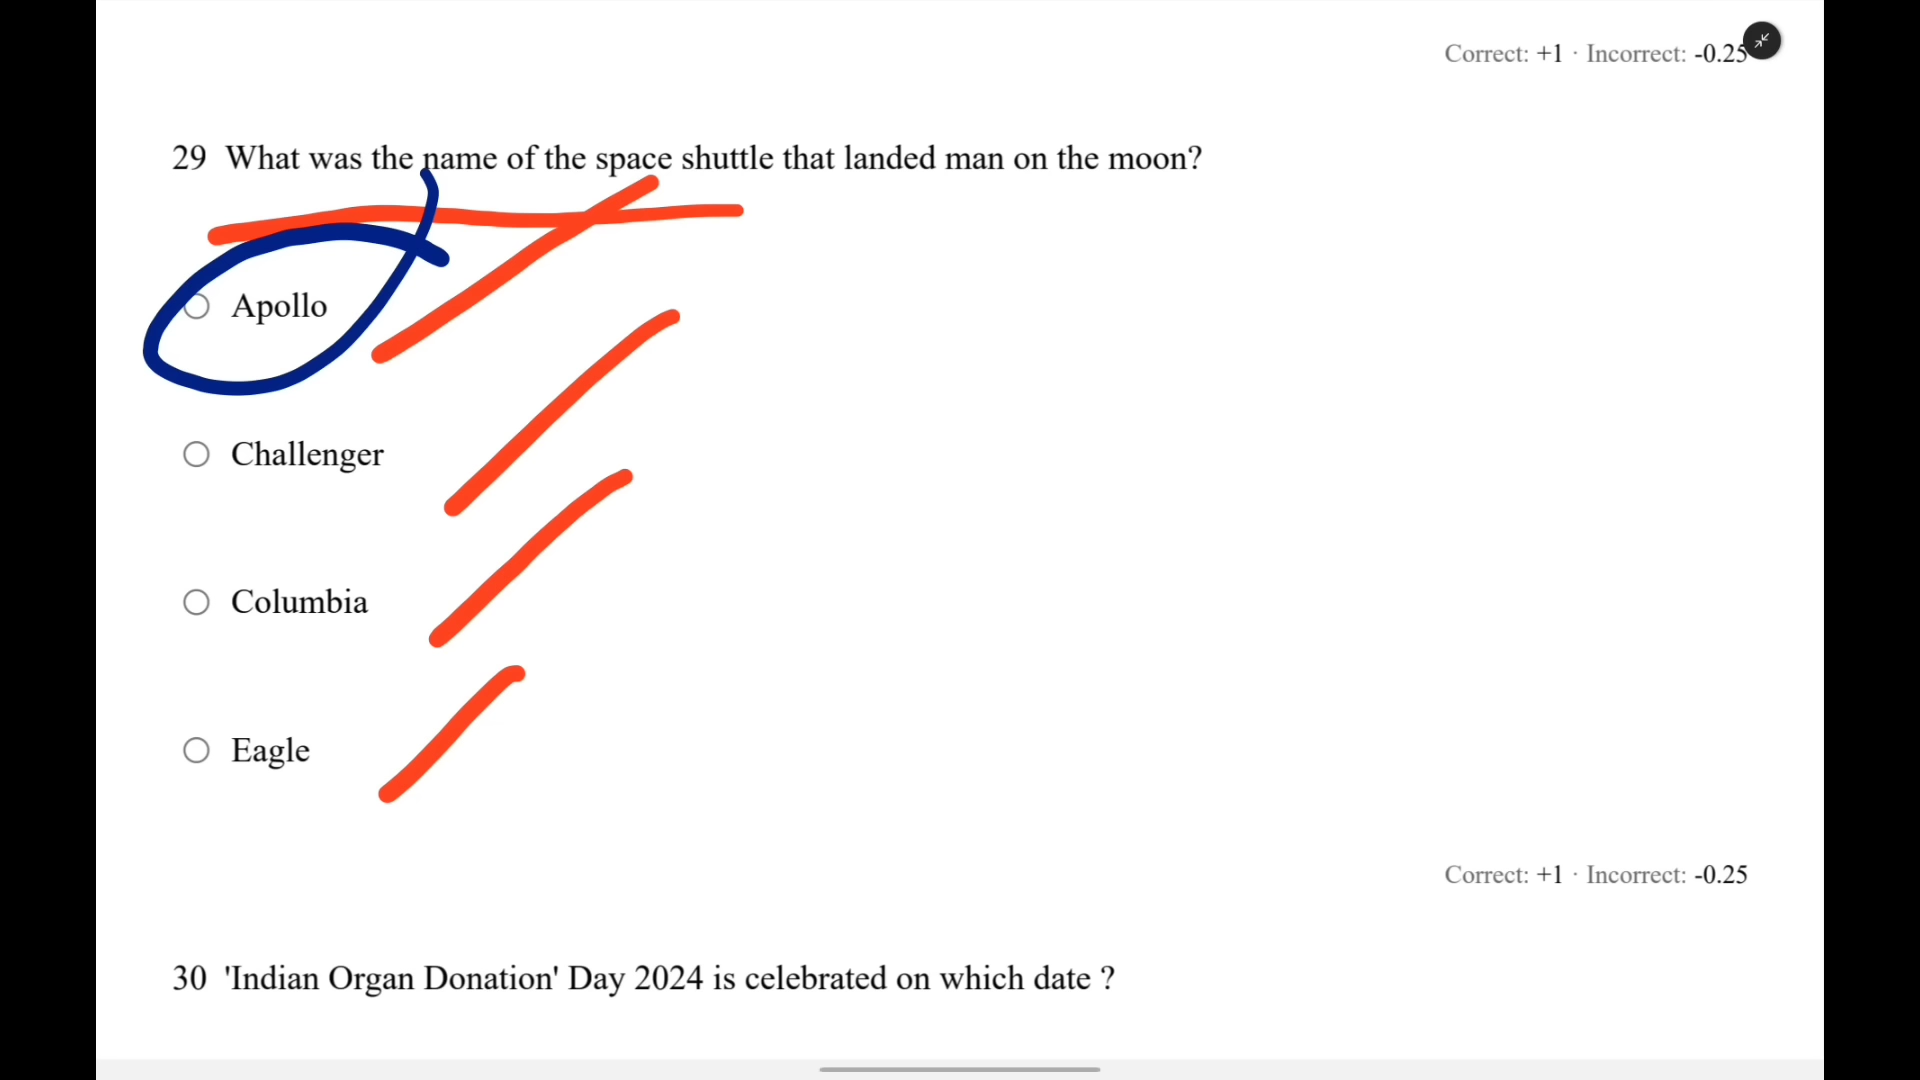 Correct: +1 · Incorrect: -0.25
29 What was the name of the space shuttle that landed man on the moon?
Apollo
Challenger
Columbia
Eagle
Correct: +1 · Incorrect: -0.25
30 'Indian Organ Donation' Day 2024 is celebrated on which date ?